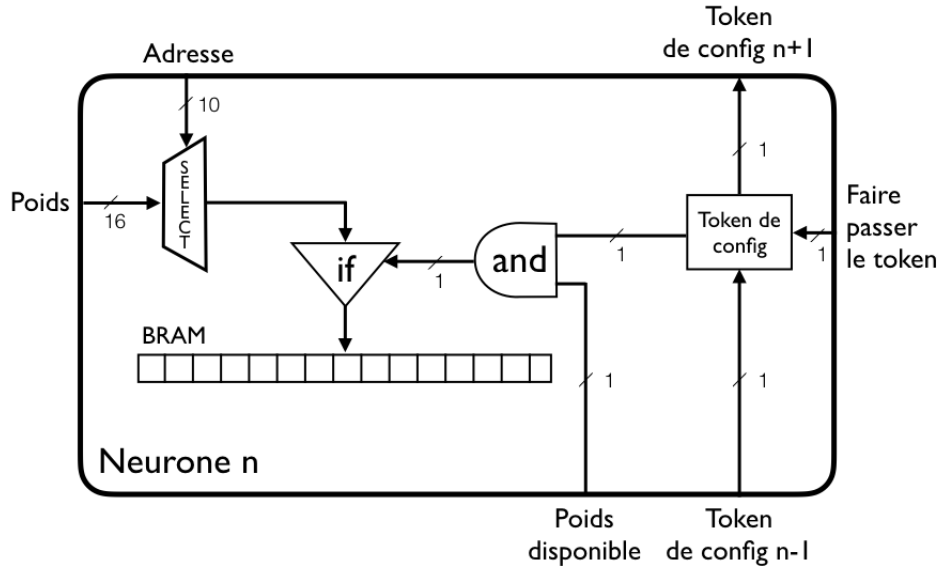 Token
de config n+1
Adresse
10
1
Poids
16
SELECT
Token de
config
Faire
passer
le token
1
1
if
1
and
BRAM
1
1
Neurone n
Poids
disponible
Token
de config n-1